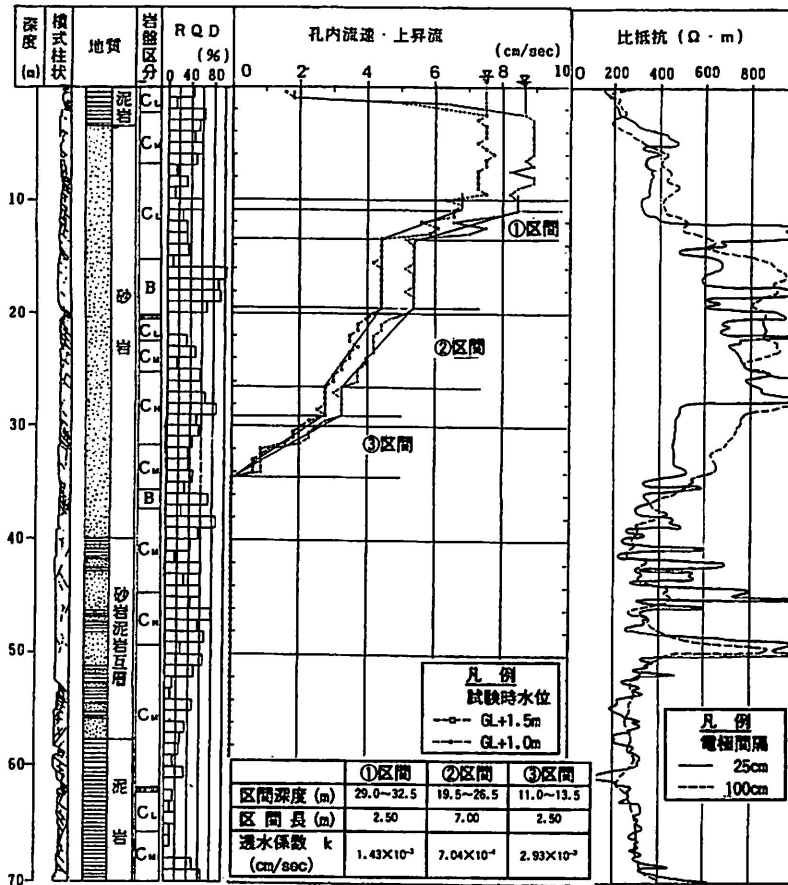 深度
(m)
模式柱状
地質
岩盤区分
RQD
(%)
0 40 80
孔内流速・上昇流
(cm/sec)
0 2 4 6 8 10
比抵抗 (Ω・m)
200 400 600 800
10
20
30
40
50
60
70
泥岩
砂岩
砂岩泥岩互層
泥岩
CL
CM
CL
B
CL
CM
CH
CM
B
CM
CH
CM
CL
CM
①区間
②区間
③区間
凡例
試験時水位
GL+1.5m
GL+1.0m
凡例
電極間隔
25cm
100cm
①区間 ②区間 ③区間
区間深度 (m) 29.0~32.5 19.5~26.5 11.0~13.5
区間長 (m) 2.50 7.00 2.50
透水係数 k
(cm/sec) 1.43×10⁻³ 7.04×10⁻⁴ 2.93×10⁻³